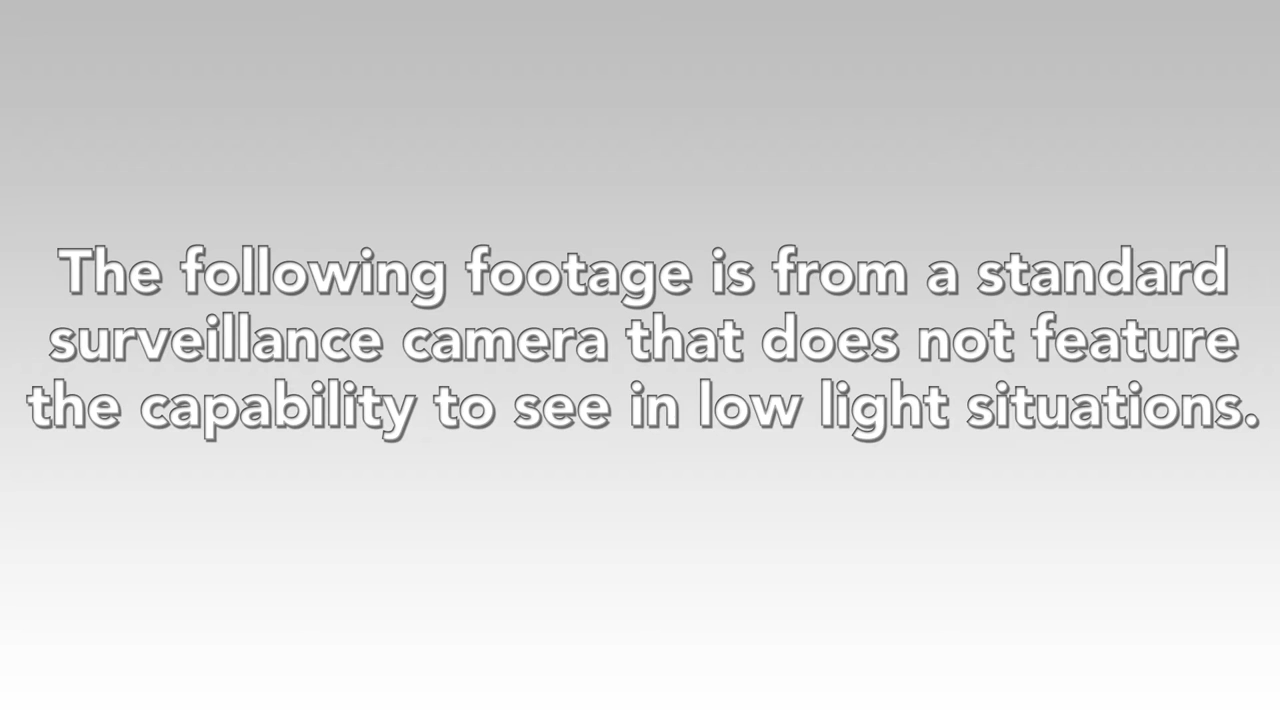 The following footage is from a standard
surveillance camera that does not feature
the capability to see in low light situations.